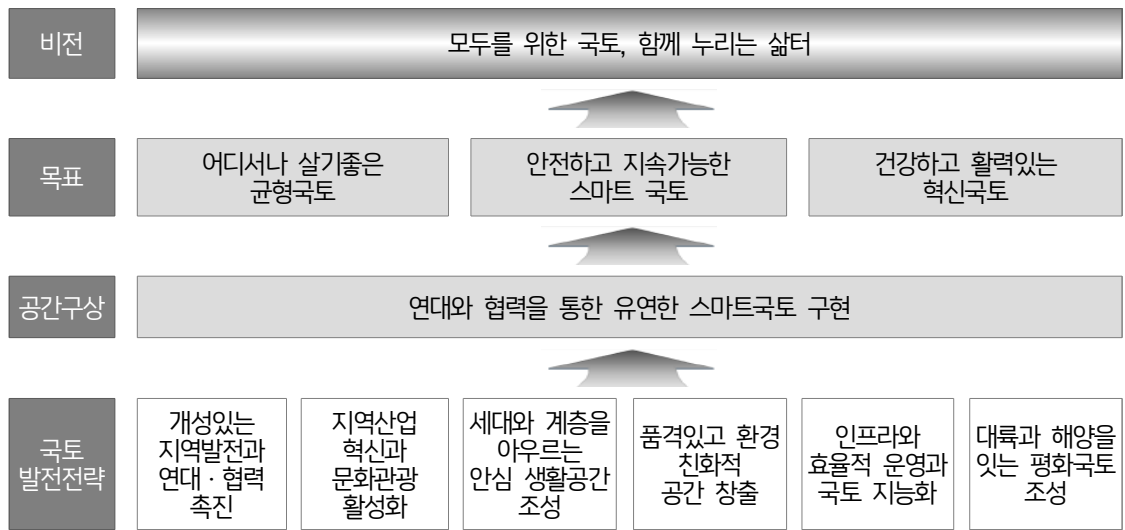 비전
모두를 위한 국토, 함께 누리는 삶터
목표
어디서나 살기좋은
균형국토
안전하고 지속가능한
스마트 국토
건강하고 활력있는
혁신국토
공간구상
연대와 협력을 통한 유연한 스마트국토 구현
국토
발전전략
개성있는
지역발전과
연대·협력
촉진
지역산업
혁신과
문화관광
활성화
세대와 계층을
아우르는
안심 생활공간
조성
품격있고 환경
친화적
공간 창출
인프라와
효율적 운영과
국토 지능화
대륙과 해양을
잇는 평화국토
조성